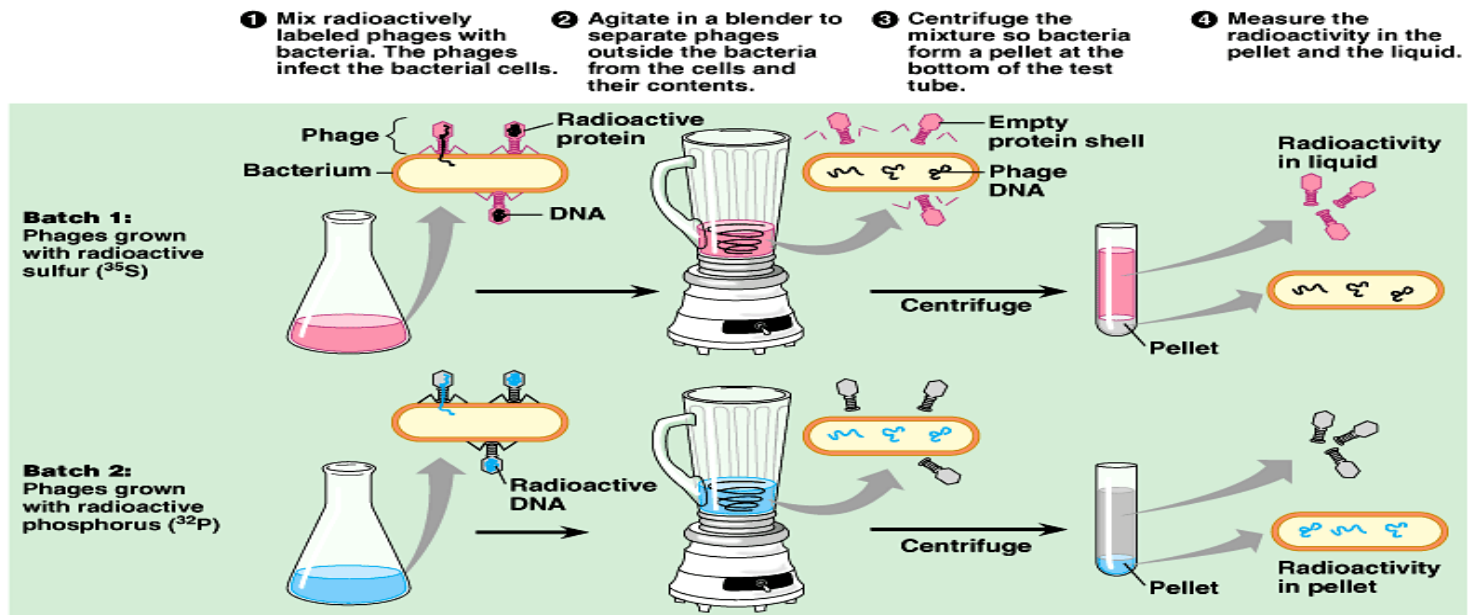 ❶ Mix radioactively
labeled phages with
bacteria. The phages
infect the bacterial cells.
❷ Agitate in a blender to
separate phages
outside the bacteria
from the cells and
their contents.
❸ Centrifuge the
mixture so bacteria
form a pellet at the
bottom of the test
tube.
❹ Measure the
radioactivity in the
pellet and the liquid.
Phage
Radioactive
protein
Bacterium
DNA
Empty
protein shell
Phage
DNA
Radioactivity
in liquid
Batch 1:
Phages grown
with radioactive
sulfur (³⁵S)
Centrifuge
Pellet
Batch 2:
Phages grown
with radioactive
phosphorus (³²P)
Radioactive
DNA
Centrifuge
Pellet
Radioactivity
in pellet